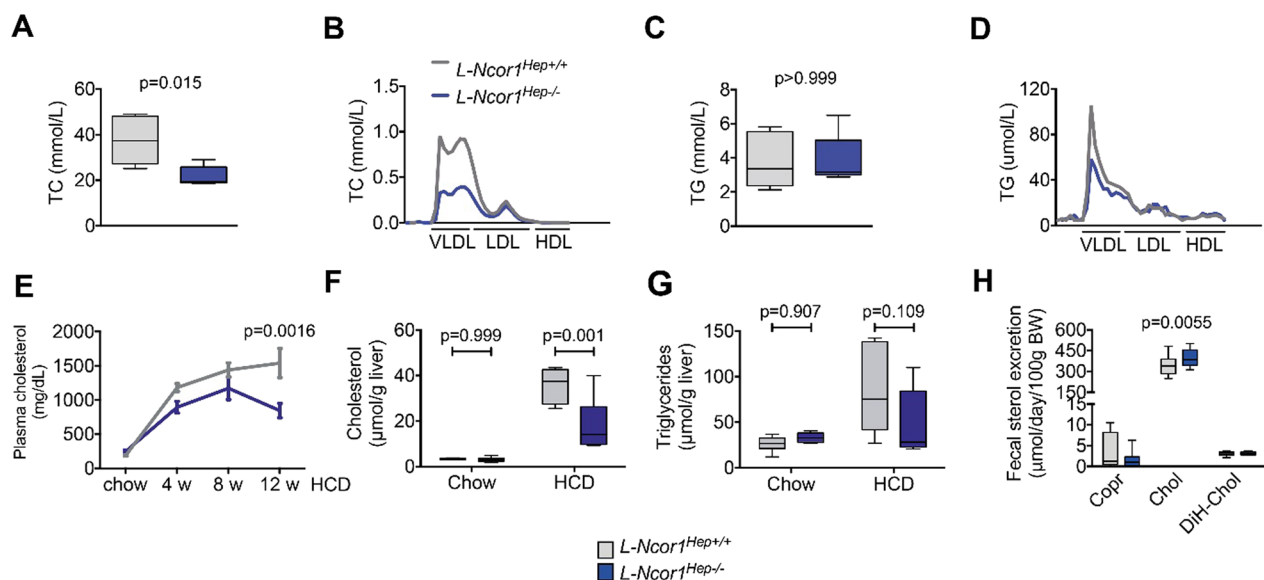 A
p=0.015
TC (mmol/L)
60
40
20
0
B
L-Ncor1Hep+/+
L-Ncor1Hep-/-
TC (mmol/L)
1.5
1.0
0.5
0.0
VLDL LDL HDL
C
p>0.999
TG (mmol/L)
8
6
4
2
0
D
TG (umol/L)
120
80
40
0
VLDL LDL HDL
E
p=0.0016
Plasma cholesterol
(mg/dL)
2000
1500
1000
500
0
chow 4 w 8 w 12 w HCD
F
p=0.999 p=0.001
Cholesterol
(µmol/g liver)
60
40
20
0
Chow HCD
G
p=0.907 p=0.109
Triglycerides
(µmol/g liver)
150
100
50
0
Chow HCD
H
p=0.0055
Fecal sterol excretion
(µmol/day/100g BW)
600
450
300
150
15
10
5
0
Copr
Chol
DiH-Chol
L-Ncor1Hep+/+
L-Ncor1Hep-/-